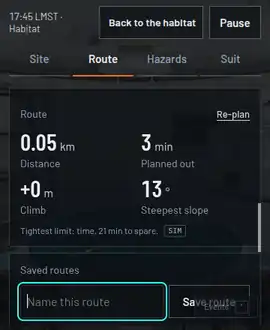 17:45 LMST ·
Habitat
Back to the habitat
Pause
Site Route Hazards Suit
Route Re-plan
0.05 km 3 min
Distance Planned out
+0 m 13 °
Climb Steepest slope
Tightest limit: time, 21 min to spare. SIM
Saved routes
Name this route Save route
Events